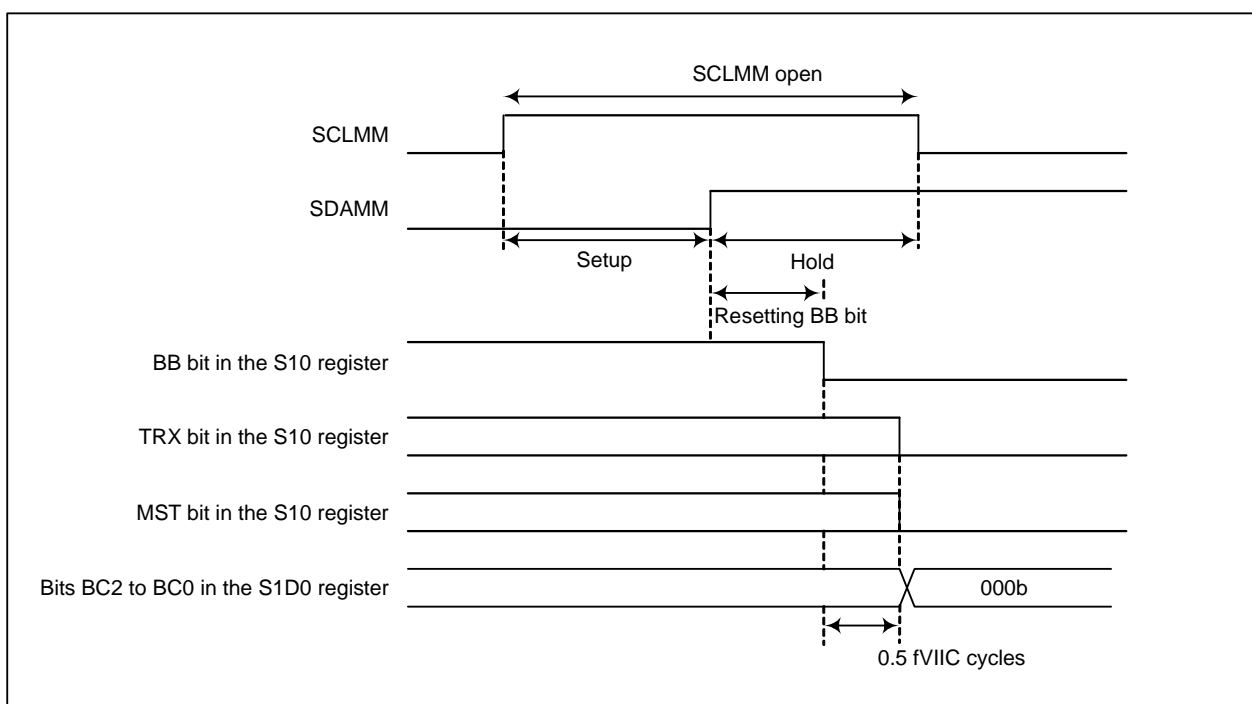 SCLMM open
SCLMM
SDAMM
Setup
Hold
Resetting BB bit
BB bit in the S10 register
TRX bit in the S10 register
MST bit in the S10 register
Bits BC2 to BC0 in the S1D0 register
000b
0.5 fVIIC cycles